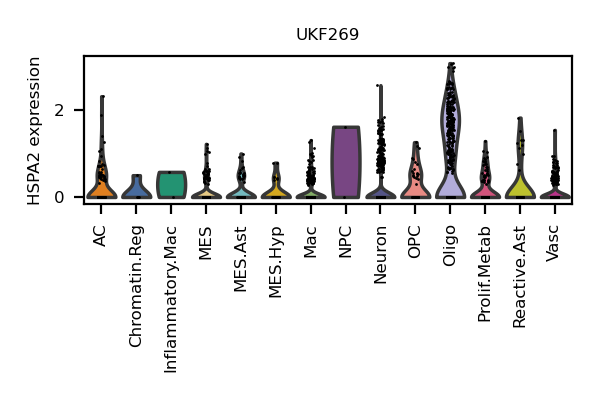 UKF269
HSPA2 expression
2
0
AC
Chromatin.Reg
Inflammatory.Mac
MES
MES.Ast
MES.Hyp
Mac
NPC
Neuron
OPC
Oligo
Prolif.Metab
Reactive.Ast
Vasc